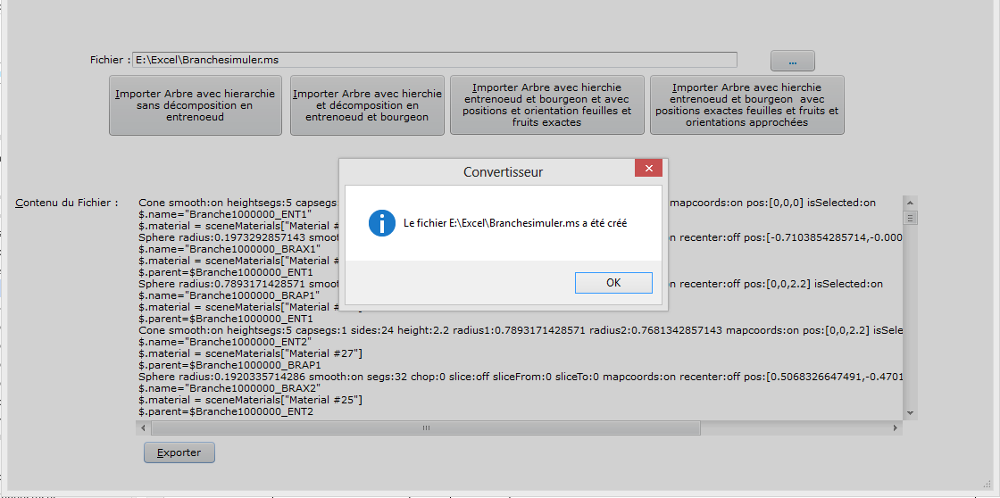 Fichier : E:\Excel\Branchesimuler.ms ...
Importer Arbre avec hierarchie
sans décomposition en
entrenoeud
Importer Arbre avec hierchie
et décomposition en
entrenoeud et bourgeon
Importer Arbre avec hierchie
entrenoeud et bourgeon et avec
positions et orientation feuilles et
fruits exactes
Importer Arbre avec hierchie
entrenoeud et bourgeon avec
positions exactes feuilles et fruits et
orientations approchées
Convertisseur
Le fichier E:\Excel\Branchesimuler.ms a été créé
OK
Contenu du Fichier :
Cone smooth:on heightsegs:5 capsegs: mapcoords:on pos:[0,0,0] isSelected:on
$.name="Branche1000000_ENT1"
$.material = sceneMaterials["Material #
Sphere radius:0.1973292857143 smoot on recenter:off pos:[-0.7103854285714,-0.000
$.name="Branche1000000_BRAX1"
$.material = sceneMaterials["Material #
$.parent=$Branche1000000_ENT1
Sphere radius:0.7893171428571 smoot on recenter:off pos:[0,0,2.2] isSelected:on
$.name="Branche1000000_BRAP1"
$.material = sceneMaterials["Material #
$.parent=$Branche1000000_ENT1
Cone smooth:on heightsegs:5 capsegs:1 sides:24 height:2.2 radius1:0.7893171428571 radius2:0.7681342857143 mapcoords:on pos:[0,0,2.2] isSele
$.name="Branche1000000_ENT2"
$.material = sceneMaterials["Material #27"]
$.parent=$Branche1000000_BRAP1
Sphere radius:0.1920335714286 smooth:on segs:32 chop:0 slice:off sliceFrom:0 sliceTo:0 mapcoords:on recenter:off pos:[0.5068326647491,-0.4701
$.name="Branche1000000_BRAX2"
$.material = sceneMaterials["Material #25"]
$.parent=$Branche1000000_ENT2
Exporter